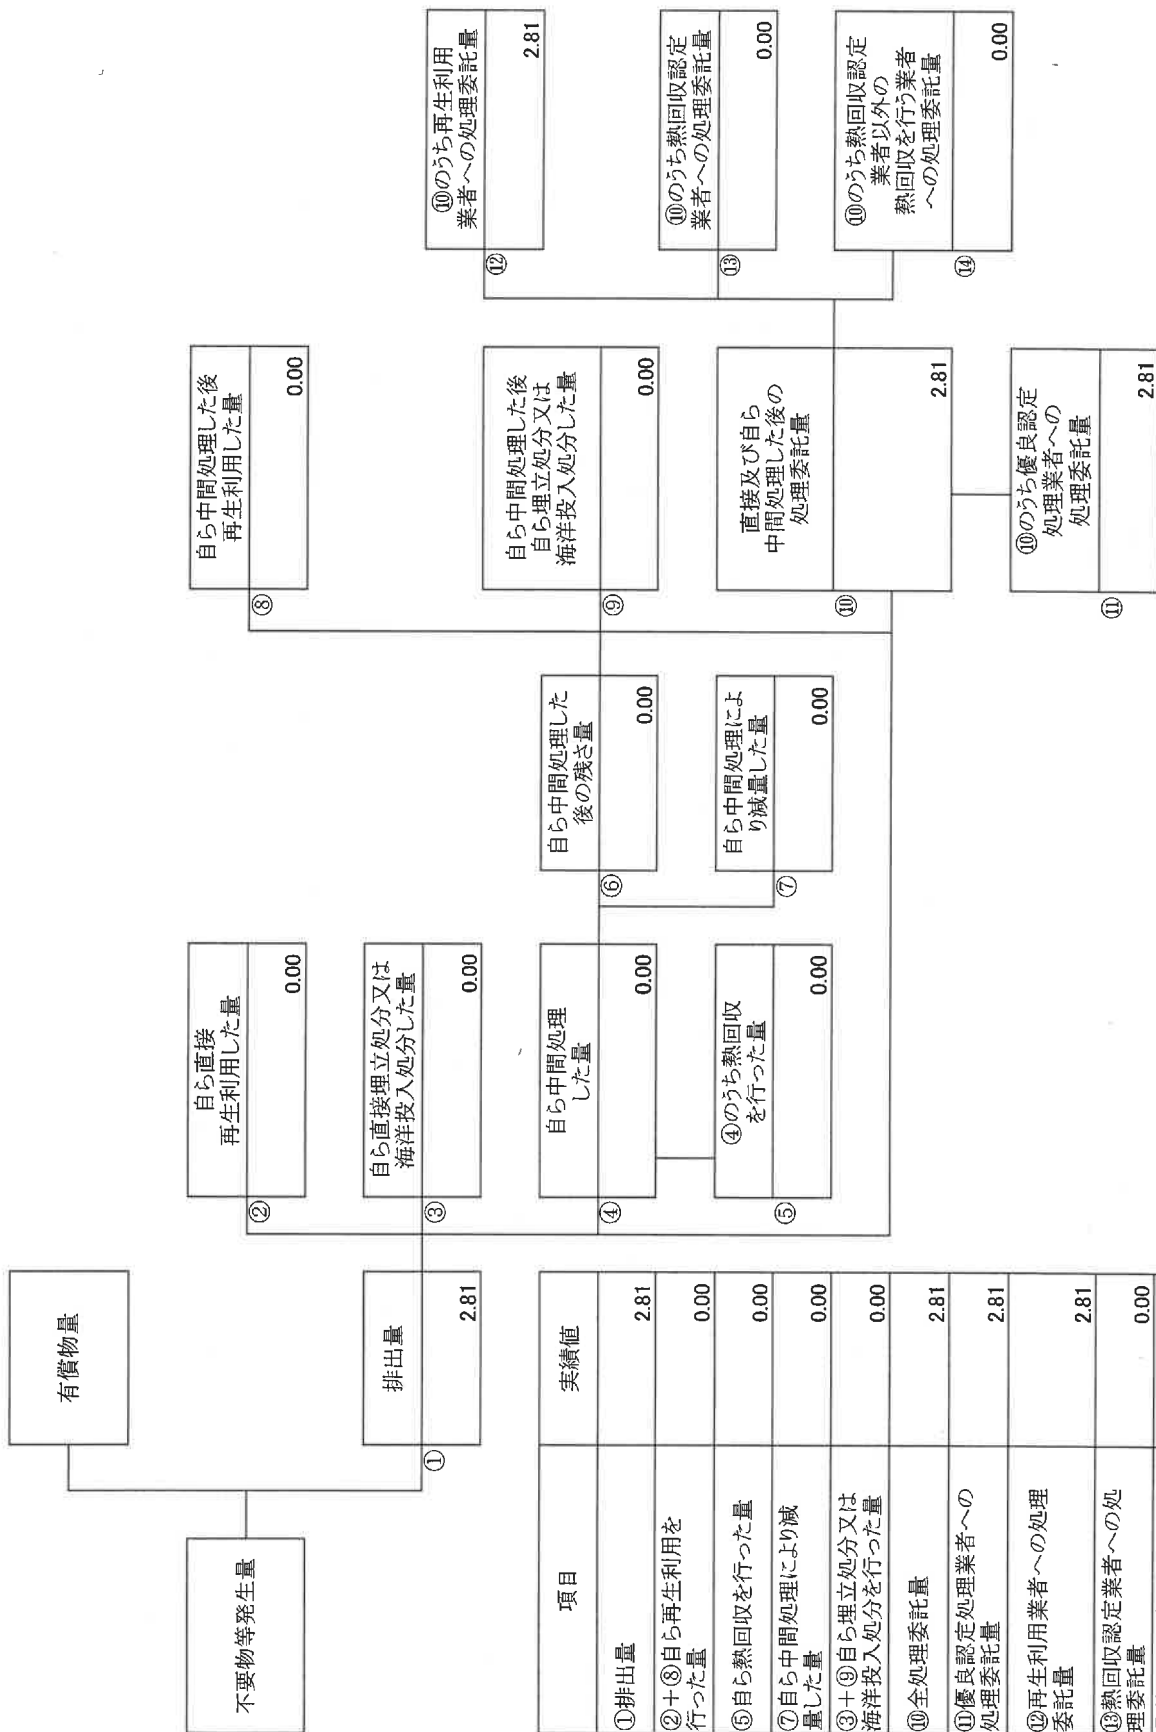 不要物等発生量
有償物量
排出量
①
2.81
自ら直接
再生利用した量
②
0.00
自ら直接埋立処分又は
海洋投入処分した量
③
0.00
自ら中間処理
した量
④
0.00
④のうち熱回収
を行った量
⑤
0.00
自ら中間処理した
後の残さ量
⑥
0.00
自ら中間処理によ
り減量した量
⑦
0.00
自ら中間処理した後
再生利用した量
⑧
0.00
自ら中間処理した後
自ら埋立処分又は
海洋投入処分した量
⑨
0.00
直接及び自ら
中間処理した後の
処理委託量
⑩
2.81
⑩のうち優良認定
処理業者への
処理委託量
⑪
2.81
⑩のうち再生利用
業者への処理委託量
⑫
2.81
⑩のうち熱回収認定
業者への処理委託量
⑬
0.00
⑩のうち熱回収認定
業者以外の
熱回収を行う業者
への処理委託量
⑭
0.00
項目 実績値
①排出量 2.81
②+⑧自ら再生利用を
行った量 0.00
⑤自ら熱回収を行った量 0.00
⑦自ら中間処理により減
量した量 0.00
③+⑨自ら埋立処分又は
海洋投入処分を行った量 0.00
⑩全処理委託量 2.81
⑪優良認定処理業者への
処理委託量 2.81
⑫再生利用業者への処理
委託量 2.81
⑬熱回収認定業者への処
理委託量 0.00